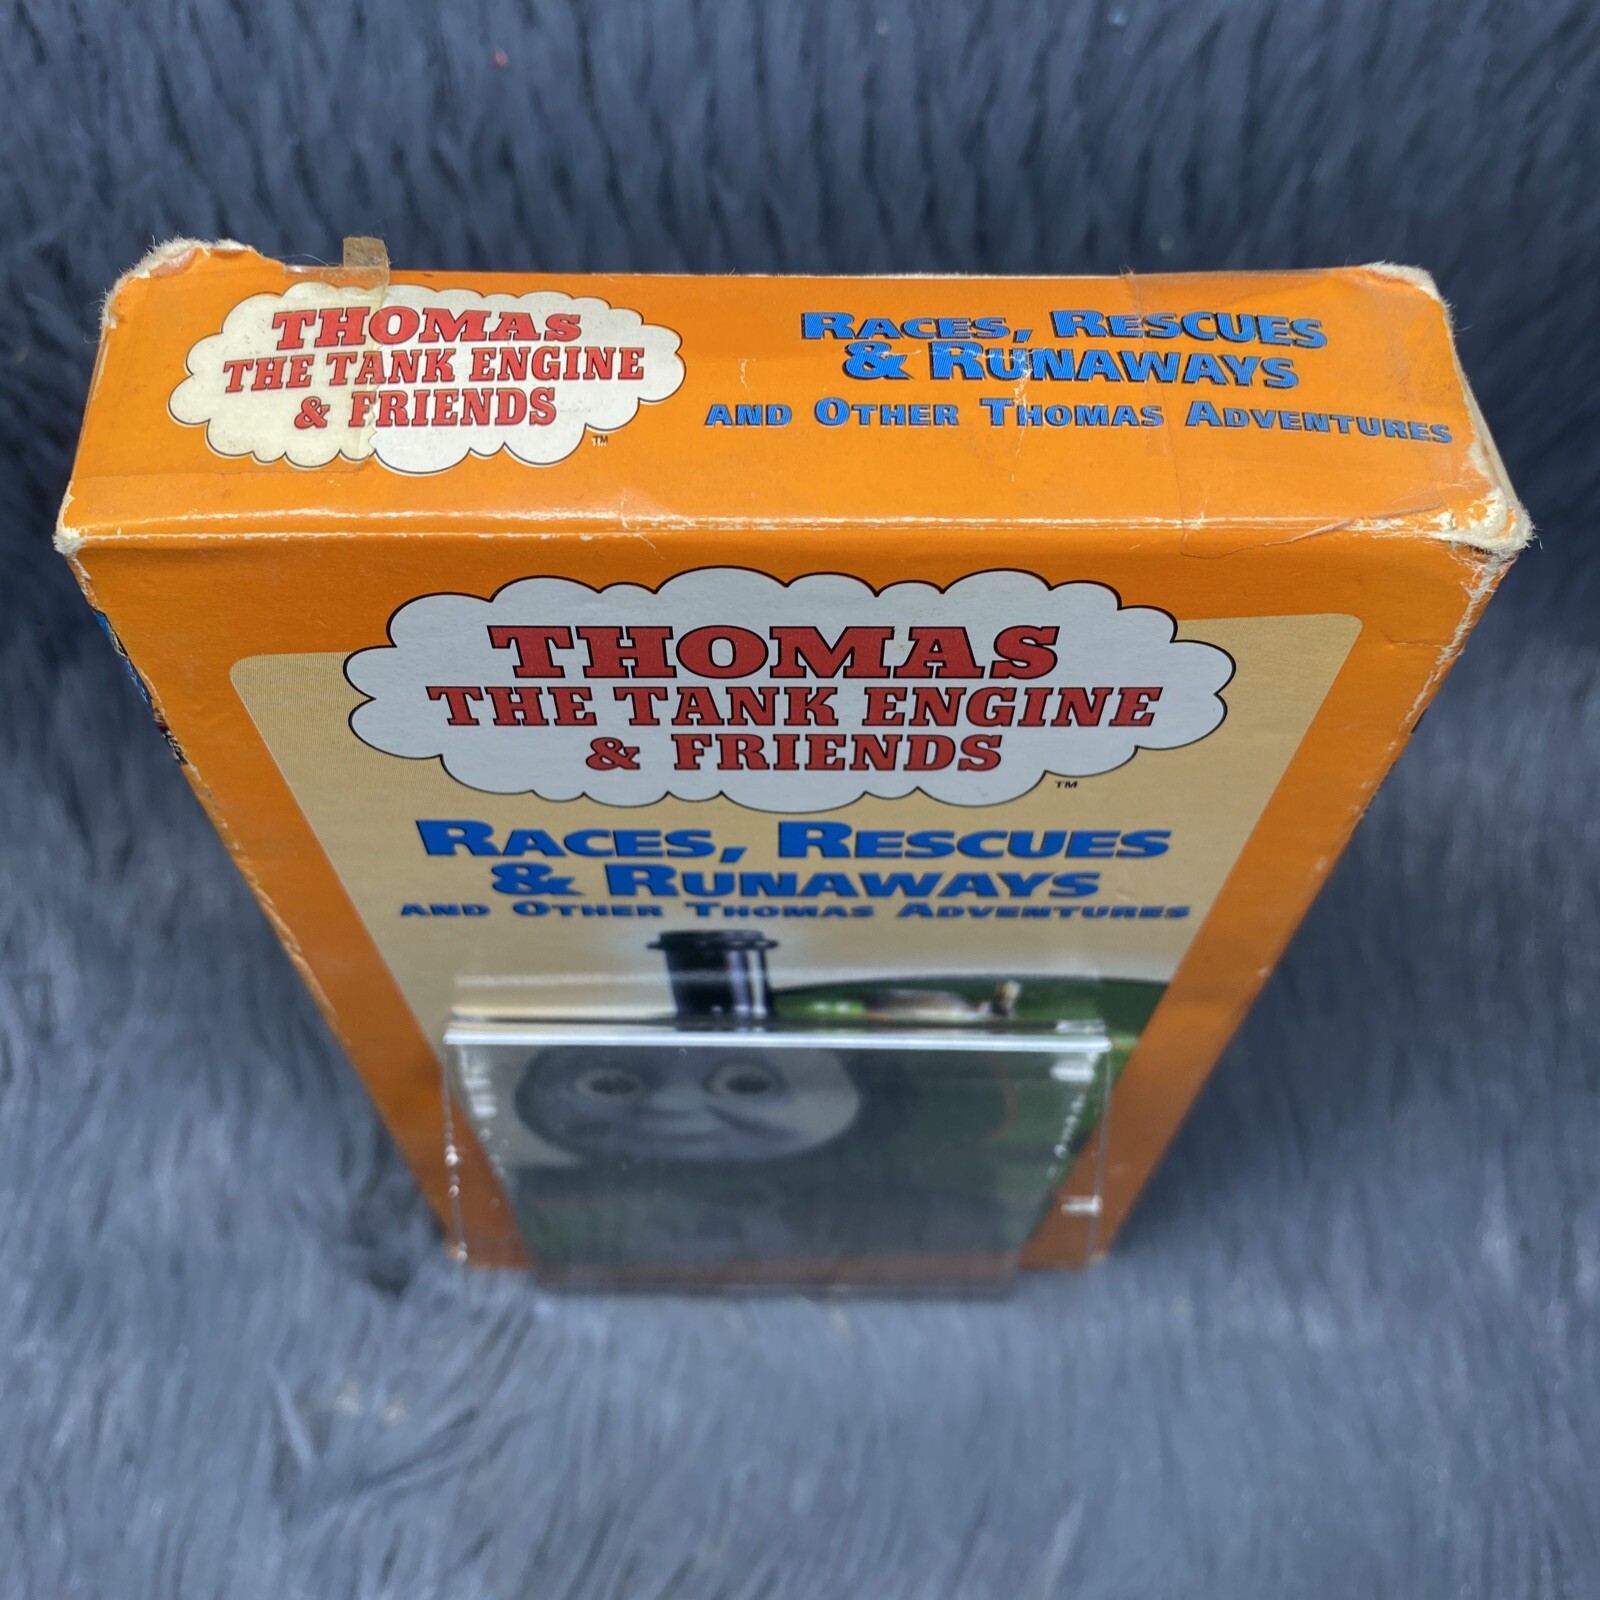 THOMAS
THE TANK ENGINE
& FRIENDS
TM
RACES, RESCUES
& RUNAWAYS
AND OTHER THOMAS ADVENTURES
THOMAS
THE TANK ENGINE
& FRIENDS
TM
RACES, RESCUES
& RUNAWAYS
AND OTHER THOMAS ADVENTURES